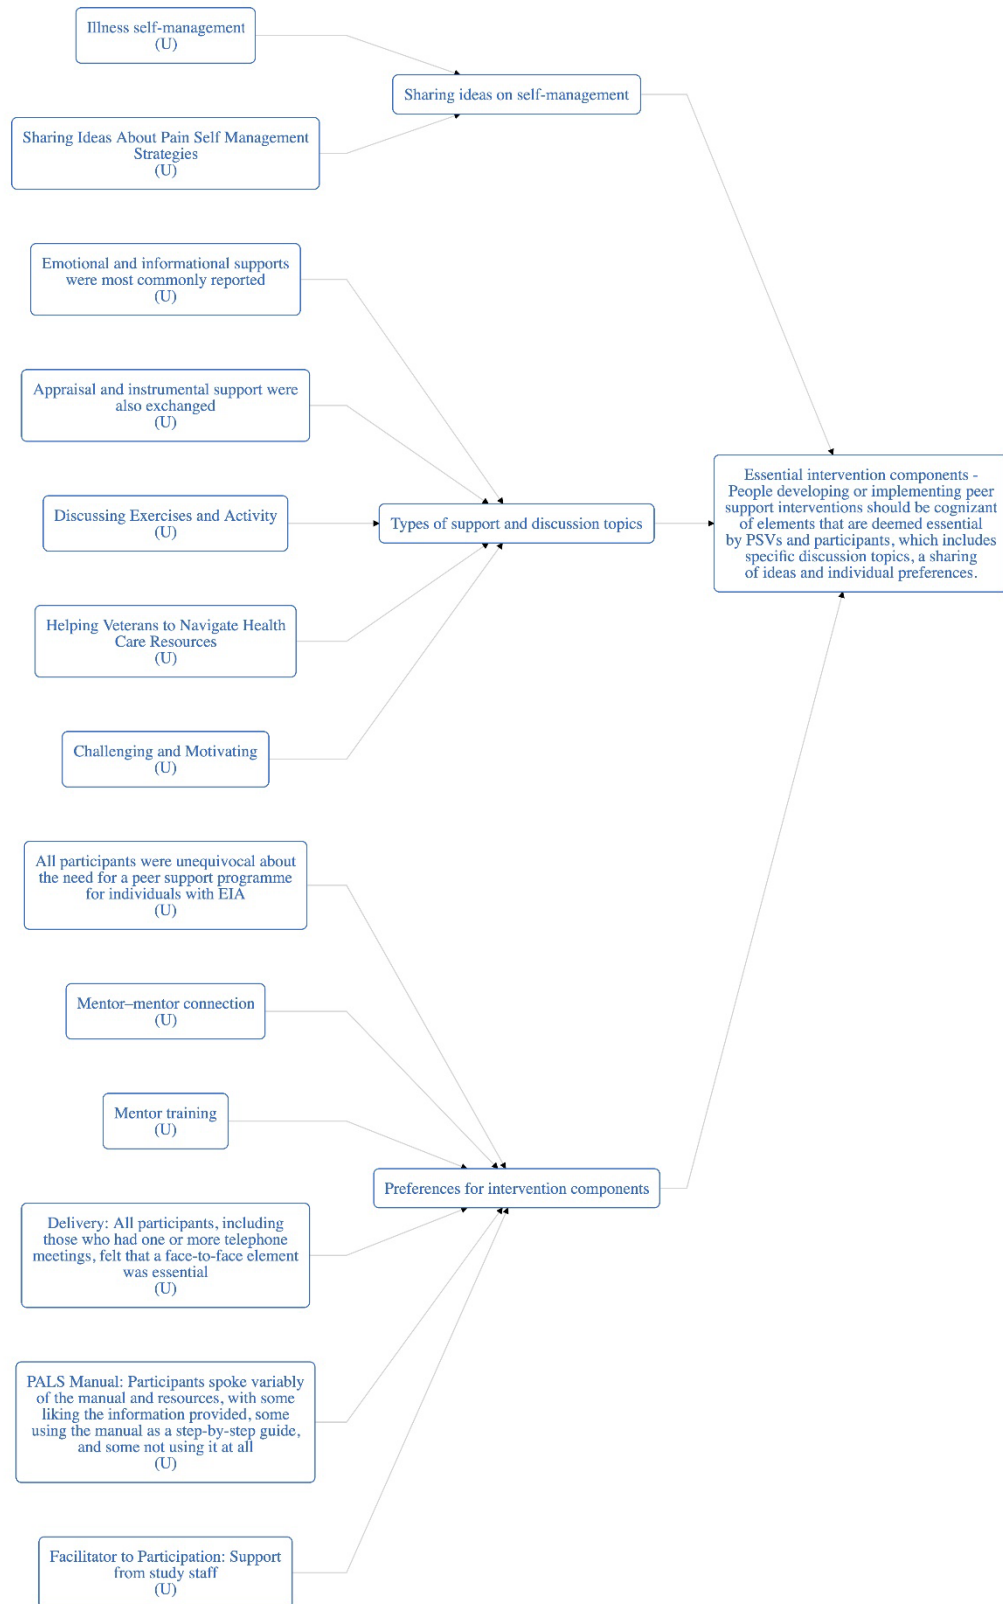 Illness self-management
(U)
Sharing ideas on self-management
Sharing Ideas About Pain Self Management
Strategies
(U)
Emotional and informational supports
were most commonly reported
(U)
Appraisal and instrumental support were
also exchanged
(U)
Discussing Exercises and Activity
(U)
Types of support and discussion topics
Essential intervention components -
People developing or implementing peer
support interventions should be cognizant
of elements that are deemed essential
by PSVs and participants, which includes
specific discussion topics, a sharing
of ideas and individual preferences.
Helping Veterans to Navigate Health
Care Resources
(U)
Challenging and Motivating
(U)
All participants were unequivocal about
the need for a peer support programme
for individuals with EIA
(U)
Mentor–mentor connection
(U)
Mentor training
(U)
Preferences for intervention components
Delivery: All participants, including
those who had one or more telephone
meetings, felt that a face-to-face element
was essential
(U)
PALS Manual: Participants spoke variably
of the manual and resources, with some
liking the information provided, some
using the manual as a step-by-step guide,
and some not using it at all
(U)
Facilitator to Participation: Support
from study staff
(U)